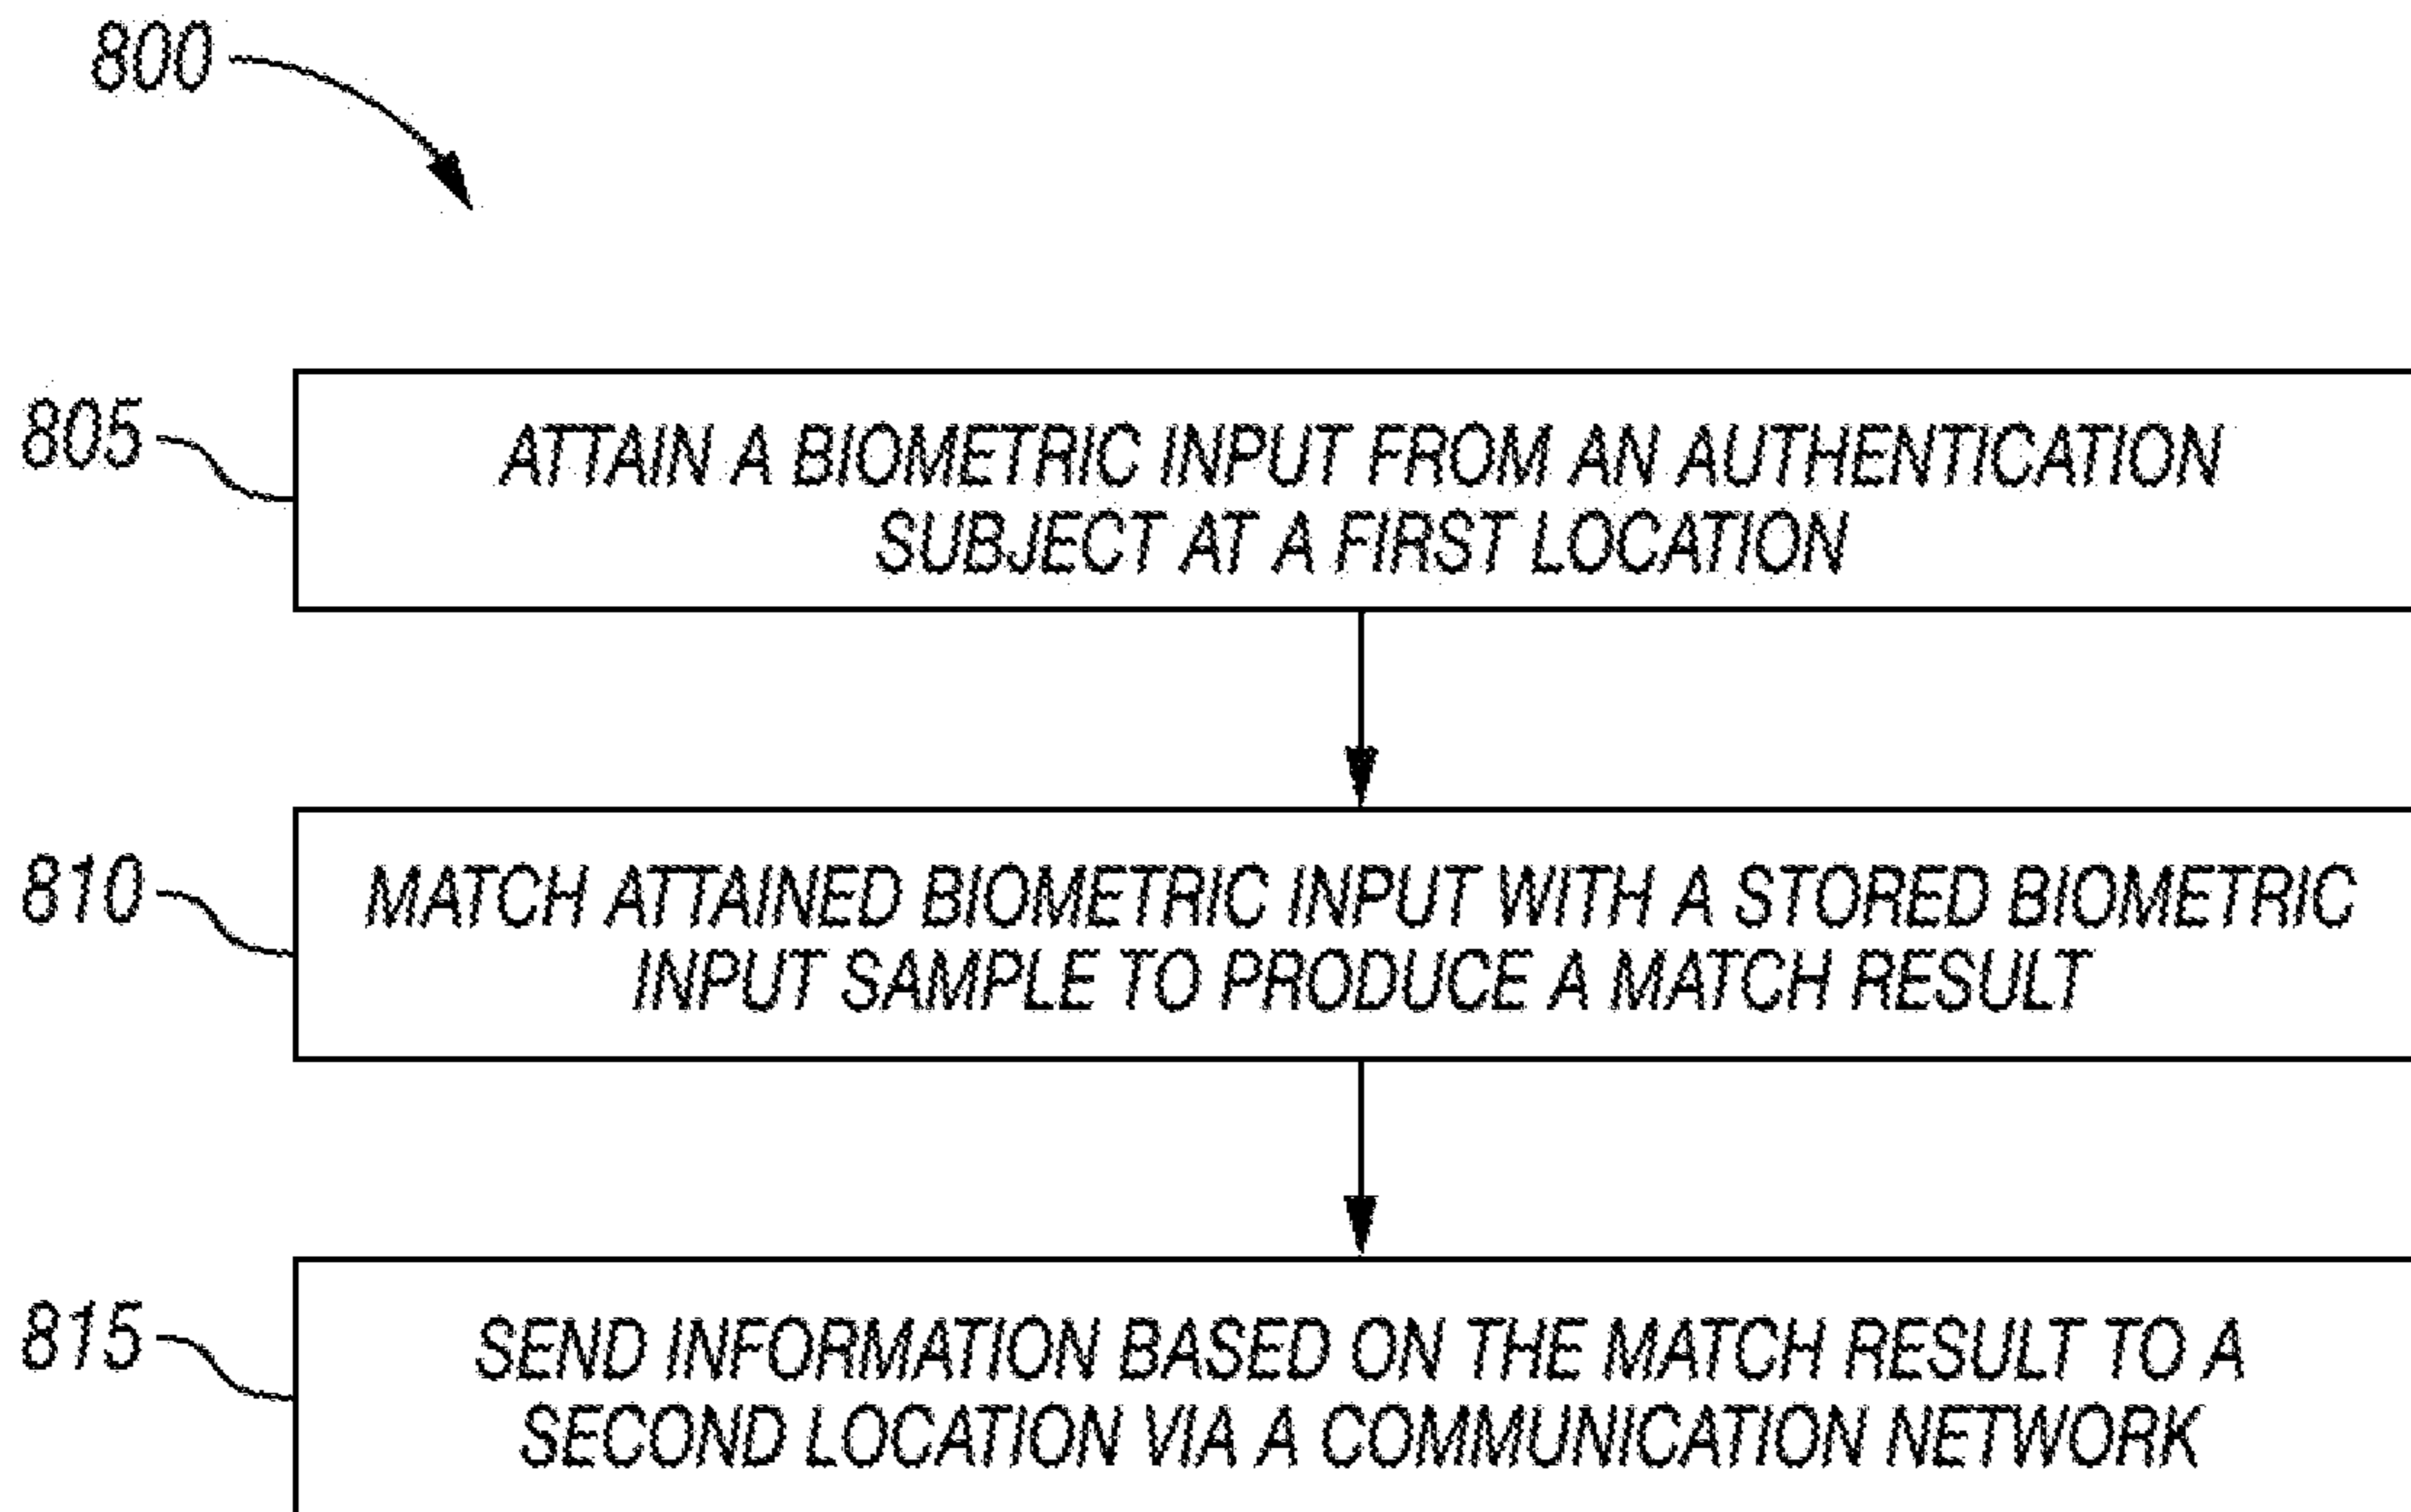 800
805
ATTAIN A BIOMETRIC INPUT FROM AN AUTHENTICATION
SUBJECT AT A FIRST LOCATION
810
MATCH ATTAINED BIOMETRIC INPUT WITH A STORED BIOMETRIC
INPUT SAMPLE TO PRODUCE A MATCH RESULT
815
SEND INFORMATION BASED ON THE MATCH RESULT TO A
SECOND LOCATION VIA A COMMUNICATION NETWORK